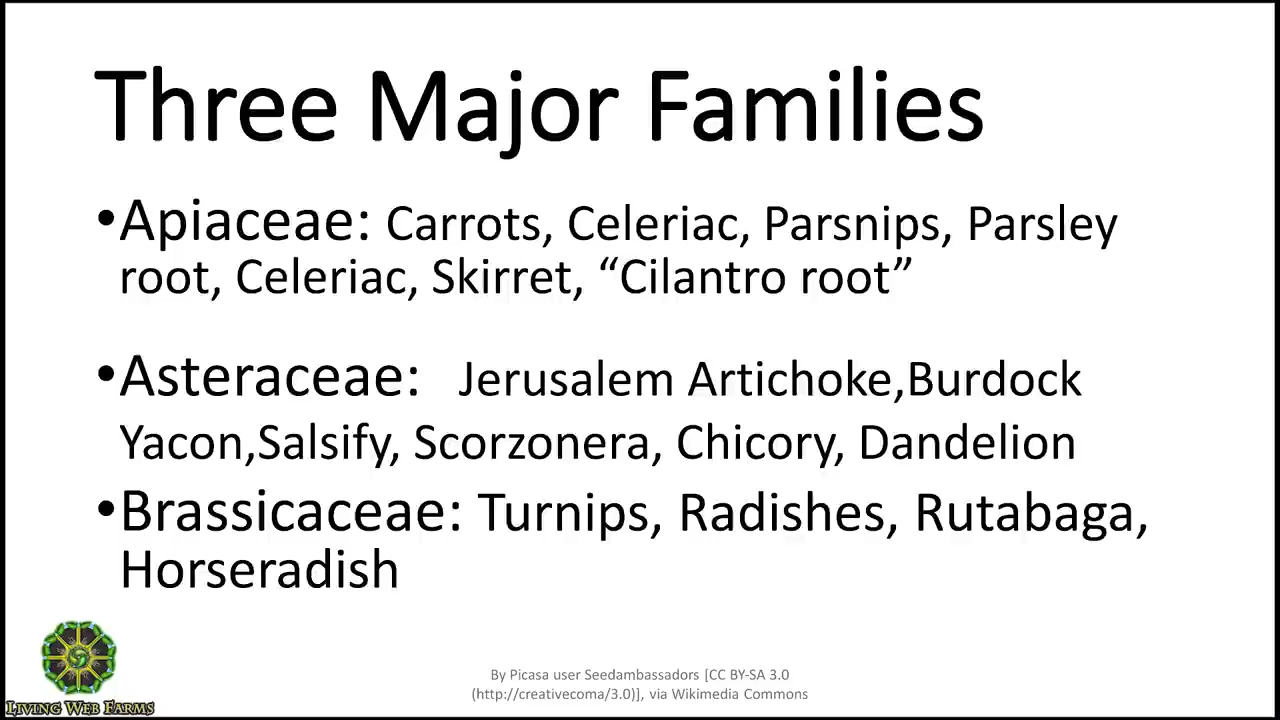 Three Major Families
•Apiaceae: Carrots, Celeriac, Parsnips, Parsley
root, Celeriac, Skirret, “Cilantro root”
•Asteraceae: Jerusalem Artichoke,Burdock
Yacon,Salsify, Scorzonera, Chicory, Dandelion
•Brassicaceae: Turnips, Radishes, Rutabaga,
Horseradish
By Picasa user Seedambassadors [CC BY-SA 3.0
(http://creativecoma/3.0)], via Wikimedia Commons
Living Web Farms